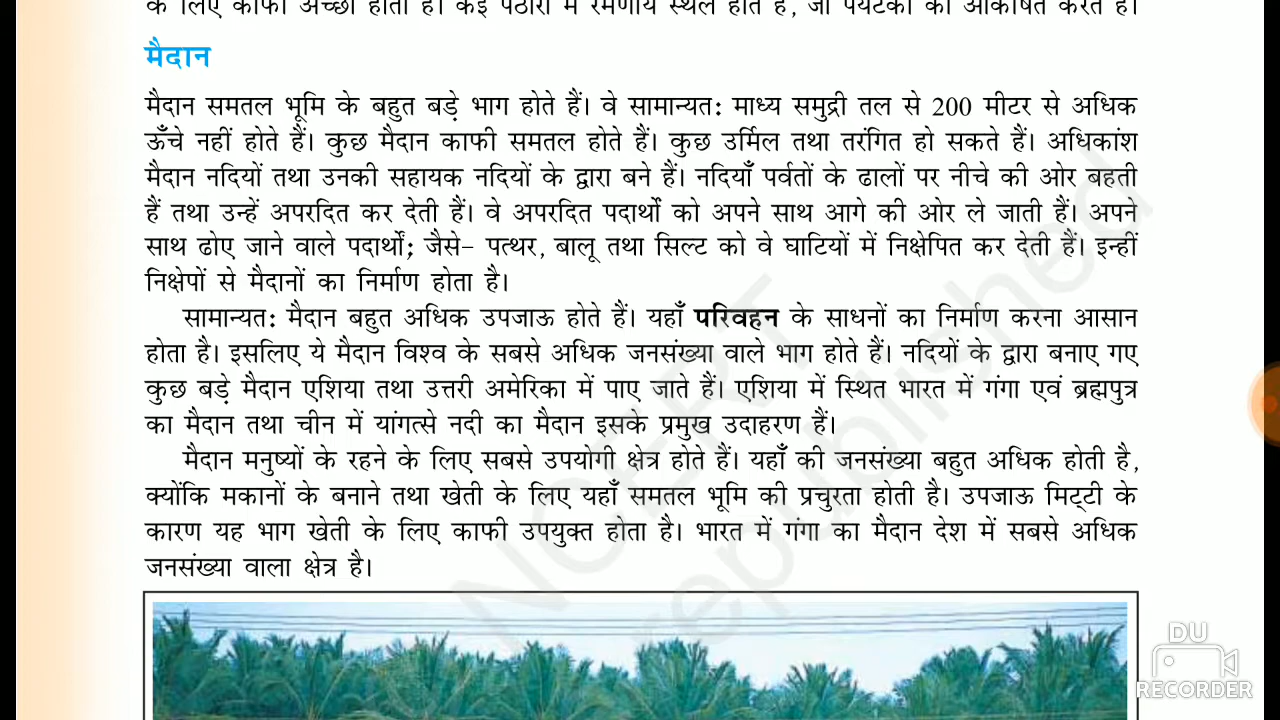 के लिए काफी अच्छा होता है। कई पठारों में रमणीय स्थल होते हैं, जो पर्यटकों को आकर्षित करते हैं।
मैदान
मैदान समतल भूमि के बहुत बड़े भाग होते हैं। वे सामान्यत: माध्य समुद्री तल से 200 मीटर से अधिक
ऊँचे नहीं होते हैं। कुछ मैदान काफी समतल होते हैं। कुछ उर्मिल तथा तरंगित हो सकते हैं। अधिकांश
मैदान नदियों तथा उनकी सहायक नदियों के द्वारा बने हैं। नदियाँ पर्वतों के ढालों पर नीचे की ओर बहती
हैं तथा उन्हें अपरदित कर देती हैं। वे अपरदित पदार्थों को अपने साथ आगे की ओर ले जाती हैं। अपने
साथ ढोए जाने वाले पदार्थों; जैसे– पत्थर, बालू तथा सिल्ट को वे घाटियों में निक्षेपित कर देती हैं। इन्हीं
निक्षेपों से मैदानों का निर्माण होता है।
सामान्यत: मैदान बहुत अधिक उपजाऊ होते हैं। यहाँ परिवहन के साधनों का निर्माण करना आसान
होता है। इसलिए ये मैदान विश्व के सबसे अधिक जनसंख्या वाले भाग होते हैं। नदियों के द्वारा बनाए गए
कुछ बड़े मैदान एशिया तथा उत्तरी अमेरिका में पाए जाते हैं। एशिया में स्थित भारत में गंगा एवं ब्रह्मपुत्र
का मैदान तथा चीन में यांगत्से नदी का मैदान इसके प्रमुख उदाहरण हैं।
मैदान मनुष्यों के रहने के लिए सबसे उपयोगी क्षेत्र होते हैं। यहाँ की जनसंख्या बहुत अधिक होती है,
क्योंकि मकानों के बनाने तथा खेती के लिए यहाँ समतल भूमि की प्रचुरता होती है। उपजाऊ मिट्टी के
कारण यह भाग खेती के लिए काफी उपयुक्त होता है। भारत में गंगा का मैदान देश में सबसे अधिक
जनसंख्या वाला क्षेत्र है।
NCERT
republished
DU
RECORDER